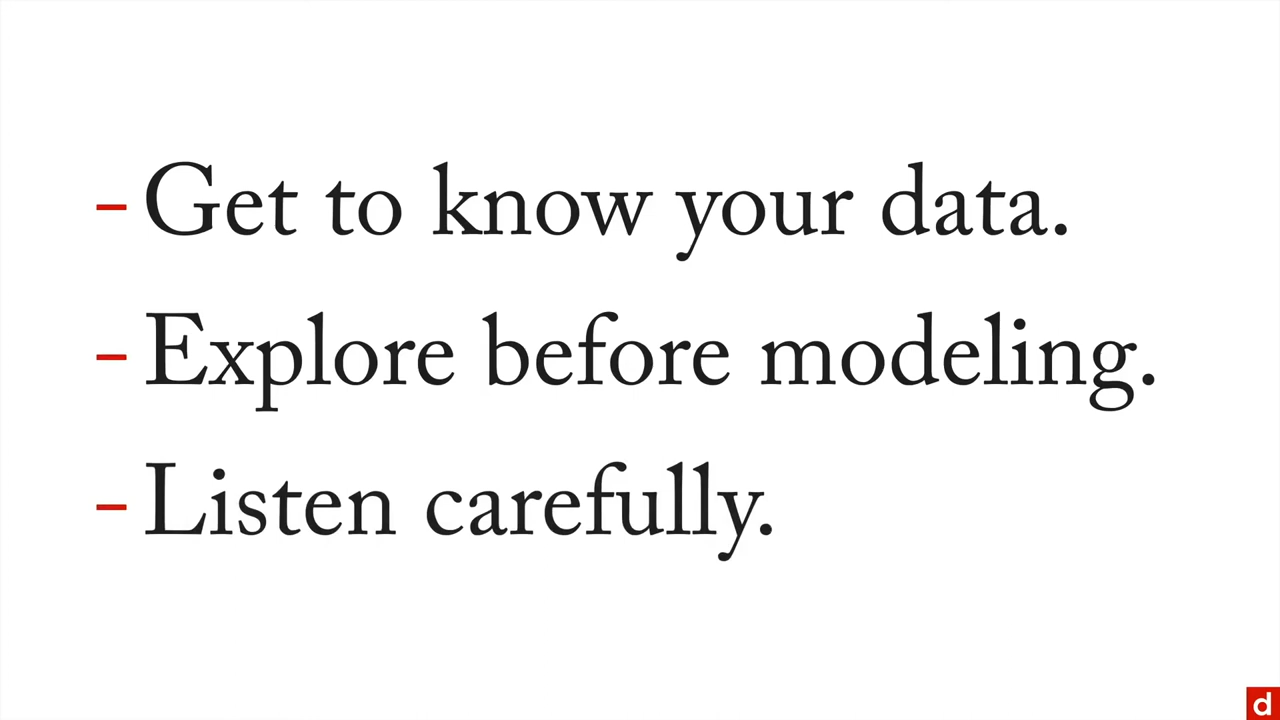 - Get to know your data.
- Explore before modeling.
- Listen carefully.
d